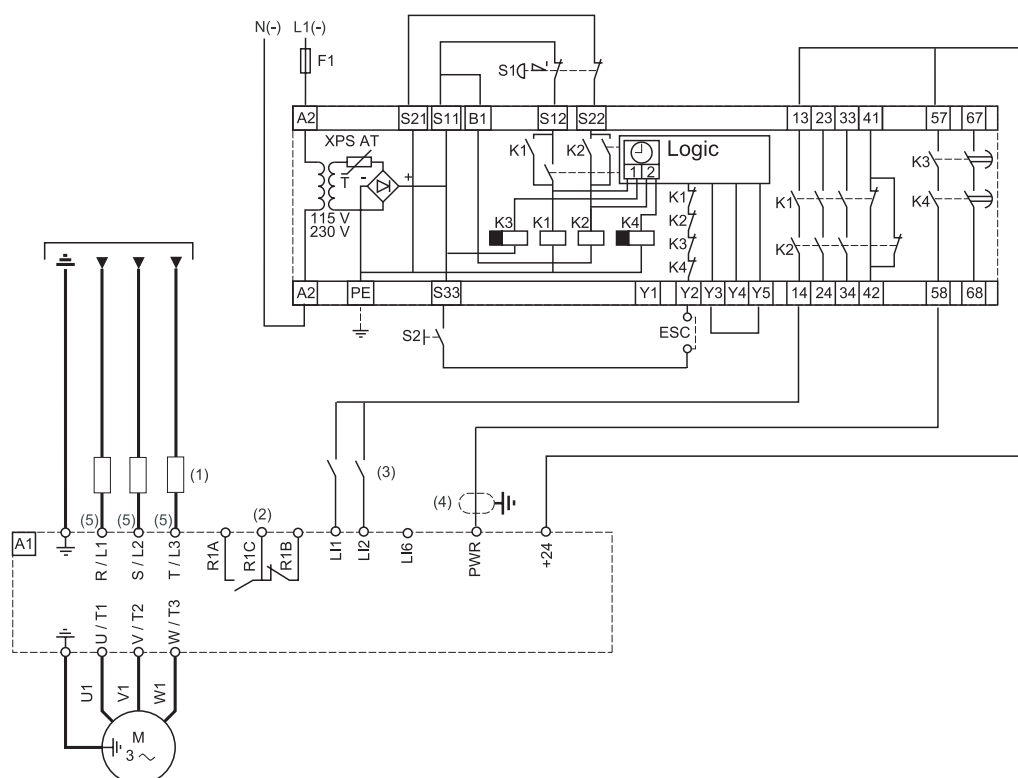 N(-) L1(-)
F1
S1
A2 S21 S11 B1 S12 S22 13 23 33 41 57 67
XPS AT
T - +
115 V
230 V
K1 K2 Logic
1 2
K3 K1 K2 K4
K1
K2
K3
K4
K1
K2
K3
K4
A2 PE S33 Y1 Y2 Y3 Y4 Y5 14 24 34 42 58 68
S2
ESC
(1)
(3)
(4)
(5) (5) (5)
(2)
A1
R / L1
S / L2
T / L3
R1A
R1C
R1B
LI1
LI2
LI6
PWR
+24
U / T1
V / T2
W / T3
U1
V1
W1
M
3 ~